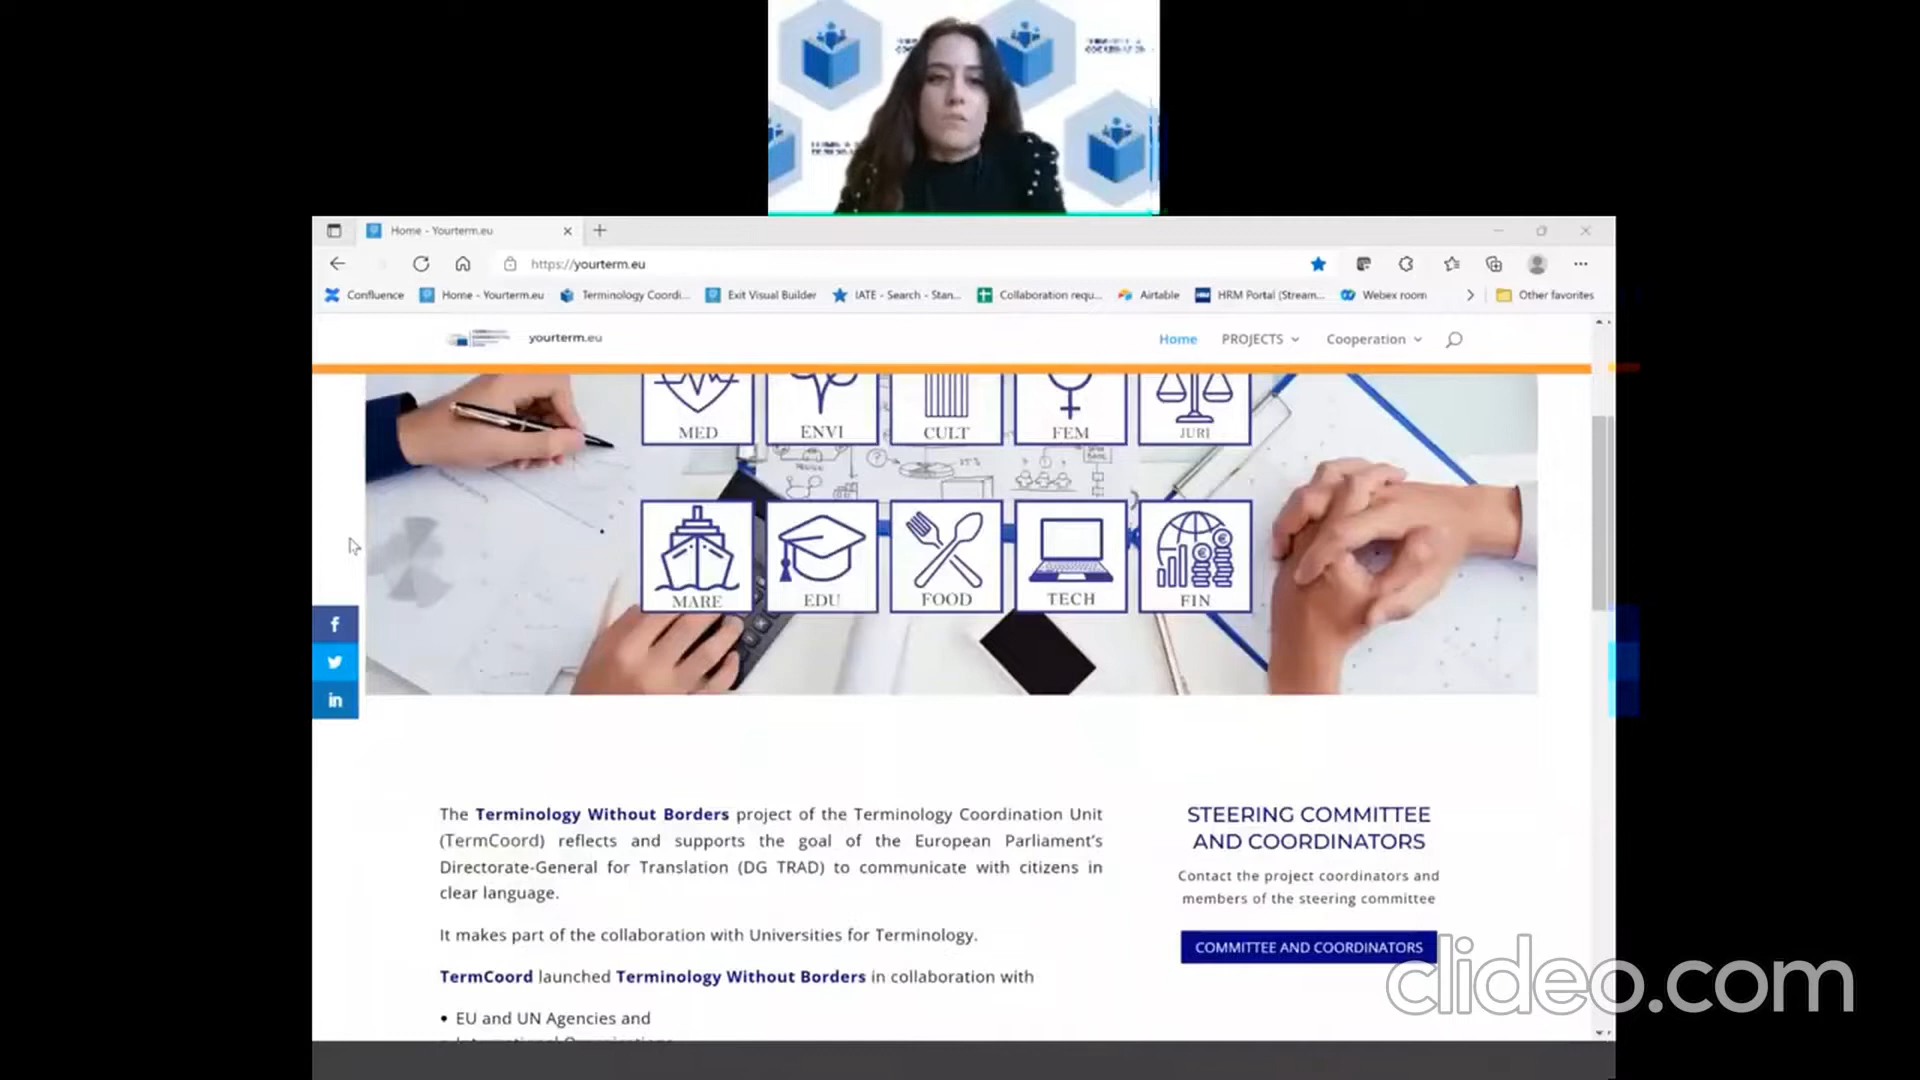 Home - Yourterm.eu
https://yourterm.eu
Confluence
Home - Yourterm.eu
Terminology Coordi...
Exit Visual Builder
IATE - Search - Stan...
Collaboration requ...
Airtable
HRM Portal (Stream...
Webex room
Other favorites
yourterm.eu
Home
PROJECTS
Cooperation
MED
ENVI
CULT
FEM
JURI
MARE
EDU
FOOD
TECH
FIN
The Terminology Without Borders project of the Terminology Coordination Unit
(TermCoord) reflects and supports the goal of the European Parliament's
Directorate-General for Translation (DG TRAD) to communicate with citizens in
clear language.
It makes part of the collaboration with Universities for Terminology.
TermCoord launched Terminology Without Borders in collaboration with
• EU and UN Agencies and
STEERING COMMITTEE
AND COORDINATORS
Contact the project coordinators and
members of the steering committee
COMMITTEE AND COORDINATORS
clideo.com